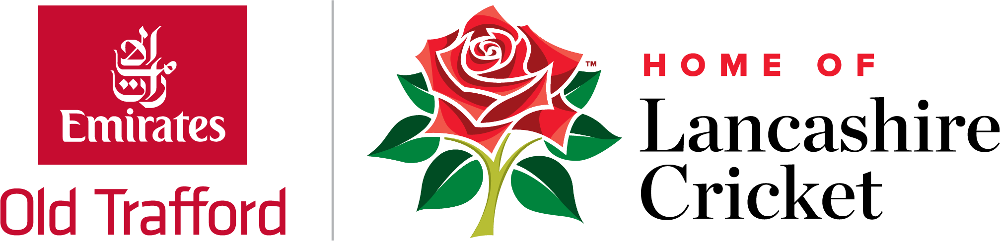 الإمارات
Emirates
Old Trafford
TM
HOME OF
Lancashire
Cricket